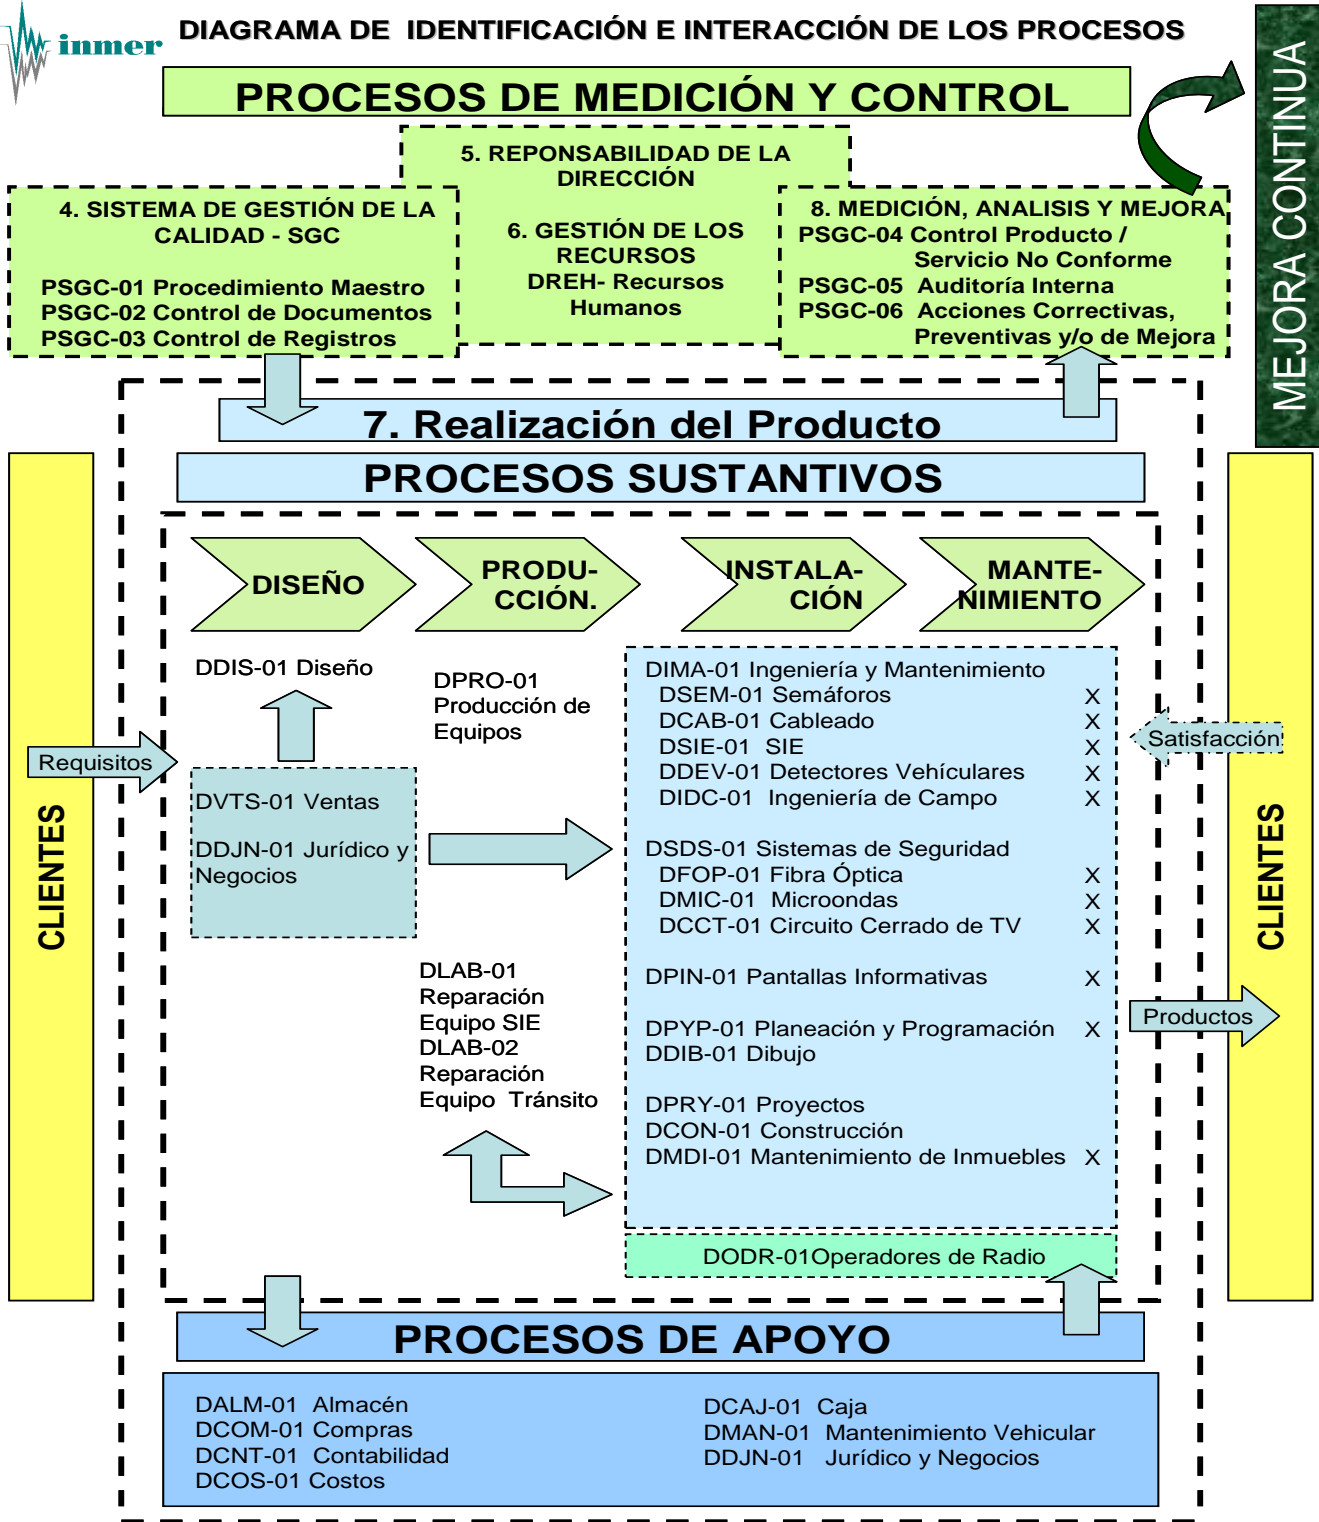 inmer
DIAGRAMA DE IDENTIFICACIÓN E INTERACCIÓN DE LOS PROCESOS
MEJORA CONTINUA
PROCESOS DE MEDICIÓN Y CONTROL
5. REPONSABILIDAD DE LA
DIRECCIÓN
6. GESTIÓN DE LOS
RECURSOS
DREH- Recursos
Humanos
4. SISTEMA DE GESTIÓN DE LA
CALIDAD - SGC
PSGC-01 Procedimiento Maestro
PSGC-02 Control de Documentos
PSGC-03 Control de Registros
8. MEDICIÓN, ANALISIS Y MEJORA
PSGC-04 Control Producto /
Servicio No Conforme
PSGC-05 Auditoría Interna
PSGC-06 Acciones Correctivas,
Preventivas y/o de Mejora
7. Realización del Producto
PROCESOS SUSTANTIVOS
DISEÑO
PRODU-
CCIÓN.
INSTALA-
CIÓN
MANTE-
NIMIENTO
CLIENTES
Requisitos
DDIS-01 Diseño
DVTS-01 Ventas
DDJN-01 Jurídico y
Negocios
DPRO-01
Producción de
Equipos
DLAB-01
Reparación
Equipo SIE
DLAB-02
Reparación
Equipo Tránsito
DIMA-01 Ingeniería y Mantenimiento
DSEM-01 Semáforos X
DCAB-01 Cableado X
DSIE-01 SIE X
DDEV-01 Detectores Vehículares X
DIDC-01 Ingeniería de Campo X
DSDS-01 Sistemas de Seguridad
DFOP-01 Fibra Óptica X
DMIC-01 Microondas X
DCCT-01 Circuito Cerrado de TV X
DPIN-01 Pantallas Informativas X
DPYP-01 Planeación y Programación X
DDIB-01 Dibujo
DPRY-01 Proyectos
DCON-01 Construcción
DMDI-01 Mantenimiento de Inmuebles X
DODR-01Operadores de Radio
Satisfacción
Productos
CLIENTES
PROCESOS DE APOYO
DALM-01 Almacén
DCOM-01 Compras
DCNT-01 Contabilidad
DCOS-01 Costos
DCAJ-01 Caja
DMAN-01 Mantenimiento Vehicular
DDJN-01 Jurídico y Negocios